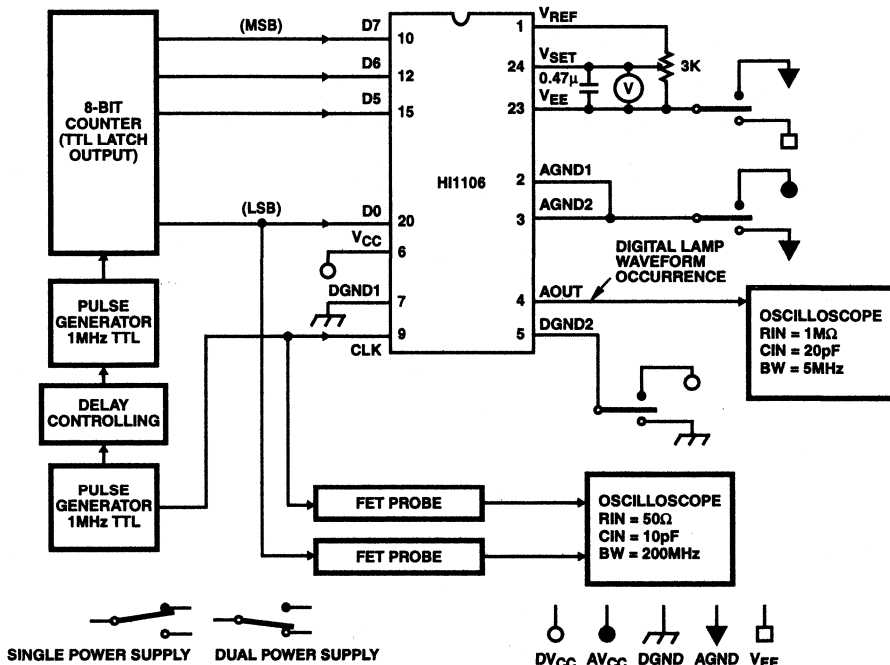 8-BIT
COUNTER
(TTL LATCH
OUTPUT)
PULSE
GENERATOR
1MHz TTL
DELAY
CONTROLLING
PULSE
GENERATOR
1MHz TTL
(MSB)
D7
10
D6
12
D5
15
(LSB)
D0
20
VCC
6
DGND1
7
9
CLK
HI1106
1
VREF
24
VSET
0.47μ
V
3K
23
VEE
2
AGND1
3
AGND2
DIGITAL LAMP
WAVEFORM
OCCURRENCE
4
AOUT
5
DGND2
OSCILLOSCOPE
RIN = 1MΩ
CIN = 20pF
BW = 5MHz
FET PROBE
FET PROBE
OSCILLOSCOPE
RIN = 50Ω
CIN = 10pF
BW = 200MHz
SINGLE POWER SUPPLY
DUAL POWER SUPPLY
DVCC
AVCC
DGND
AGND
VEE